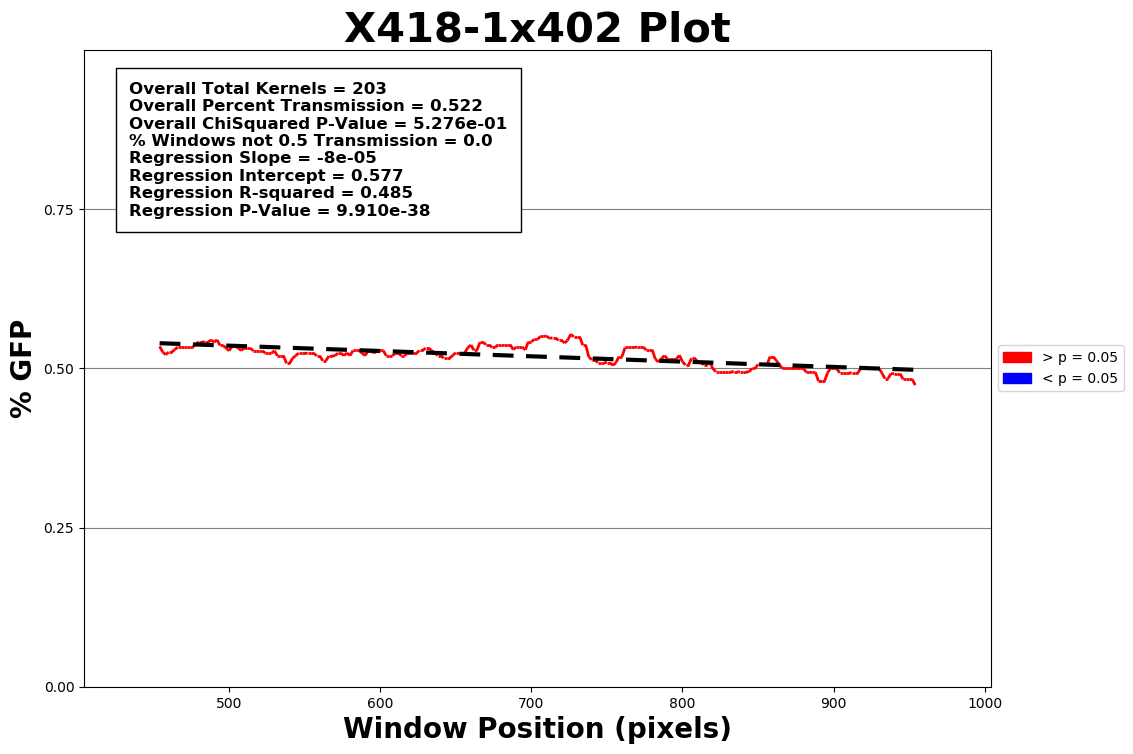 X418-1x402 Plot
Overall Total Kernels = 203
Overall Percent Transmission = 0.522
Overall ChiSquared P-Value = 5.276e-01
% Windows not 0.5 Transmission = 0.0
Regression Slope = -8e-05
Regression Intercept = 0.577
Regression R-squared = 0.485
Regression P-Value = 9.910e-38
% GFP
0.75
0.50
0.25
0.00
500 600 700 800 900 1000
Window Position (pixels)
> p = 0.05
< p = 0.05